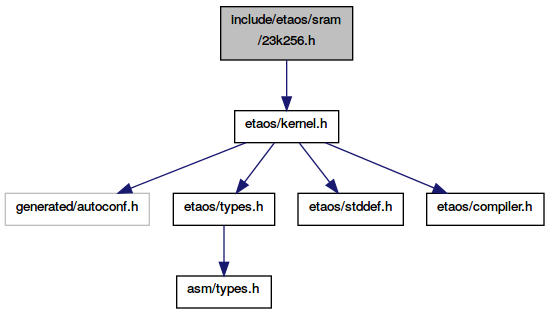 include/etaos/sram
/23k256.h
etaos/kernel.h
generated/autoconf.h
etaos/types.h
etaos/stddef.h
etaos/compiler.h
asm/types.h